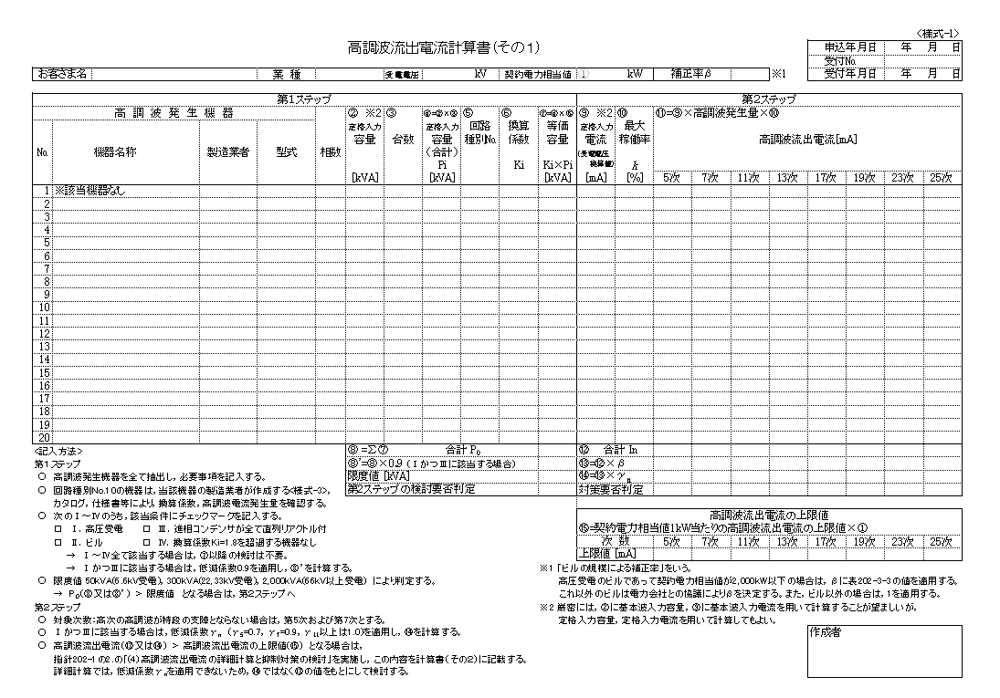 <様式-1>
高調波流出電流計算書(その1)
申込年月日 年 月 日
受付No.
受付年月日 年 月 日
お客さま名 業種 受電電圧 kV 契約電力相当値 ① kW 補正率β ※1
第1ステップ 第2ステップ
高調波発生機器 ② ※2 ③ ④=②×③ ⑤ ⑥ ⑦=④×⑥ ⑨ ※2 ⑩ ⑪=⑨×高調波発生量×⑩
No. 機器名称 製造業者 型式 相数
定格入力 容量 [kVA]
台数
定格入力 容量 (合計) Pi [kVA]
回路 種別No.
換算 係数 Ki
等価 容量 Ki×Pi [kVA]
定格入力 電流 (受電電圧 換算値) [mA]
最大 稼働率 k [%]
高調波流出電流[mA]
5次 7次 11次 13次 17次 19次 23次 25次
1 ※該当機器なし
2
3
4
5
6
7
8
9
10
11
12
13
14
15
16
17
18
19
20
⑧=Σ⑦ 合計 P0
⑧'=⑧×0.9 (ⅠかつⅢに該当する場合)
限度値 [kVA]
第2ステップの検討要否判定
⑫ 合計 In
⑬=⑫×β
⑭=⑬×γn
対策要否判定
<記入方法>
第1ステップ
○ 高調波発生機器を全て抽出し,必要事項を記入する。
○ 回路種別No.10の機器は,当該機器の製造業者が作成する<様式-3>,
カタログ,仕様書等により,換算係数,高調波電流発生量を確認する。
○ 次のⅠ~Ⅳのうち,該当条件にチェックマークを記入する。
□ Ⅰ.高圧受電 □ Ⅲ.進相コンデンサが全て直列リアクトル付
□ Ⅱ.ビル □ Ⅳ.換算係数Ki=1.8を超過する機器なし
→ Ⅰ~Ⅳ全て該当する場合は,⑦以降の検討は不要。
→ ⅠかつⅢに該当する場合は,低減係数0.9を適用し,⑧'を計算する。
○ 限度値 50kVA(6.6kV受電),300kVA(22,33kV受電),2,000kVA(66kV以上受電) により判定する。
→ P0(⑧又は⑧') > 限度値 となる場合は,第2ステップへ
第2ステップ
○ 対象次数:高次の高調波が特段の支障とならない場合は,第5次および第7次とする。
○ ⅠかつⅢに該当する場合は,低減係数γn (γ5=0.7,γ7=0.9,γ11以上は1.0)を適用し,⑭を計算する。
○ 高調波流出電流(⑬又は⑭) > 高調波流出電流の上限値(⑮) となる場合は,
指針202-1の2.の「(4)高調波流出電流の詳細計算と抑制対策の検討」を実施し,この内容を計算書(その2)に記載する。
詳細計算では,低減係数γnを適用できないため,⑭ではなく⑬の値をもとにして検討する。
高調波流出電流の上限値
⑮=契約電力相当値1kW当たりの高調波流出電流の上限値×①
次 数 5次 7次 11次 13次 17次 19次 23次 25次
上限値 [mA]
※1 「ビルの規模による補正率」をいう。
高圧受電のビルであって契約電力相当値が2,000kW以下の場合は,βに表202-3-3の値を適用する。
これ以外のビルは電力会社との協議によりβを決定する。また,ビル以外の場合は,1を適用する。
※2 厳密には,②に基本波入力容量,⑨に基本波入力電流を用いて計算することが望ましいが,
定格入力容量,定格入力電流を用いて計算してもよい。
作成者